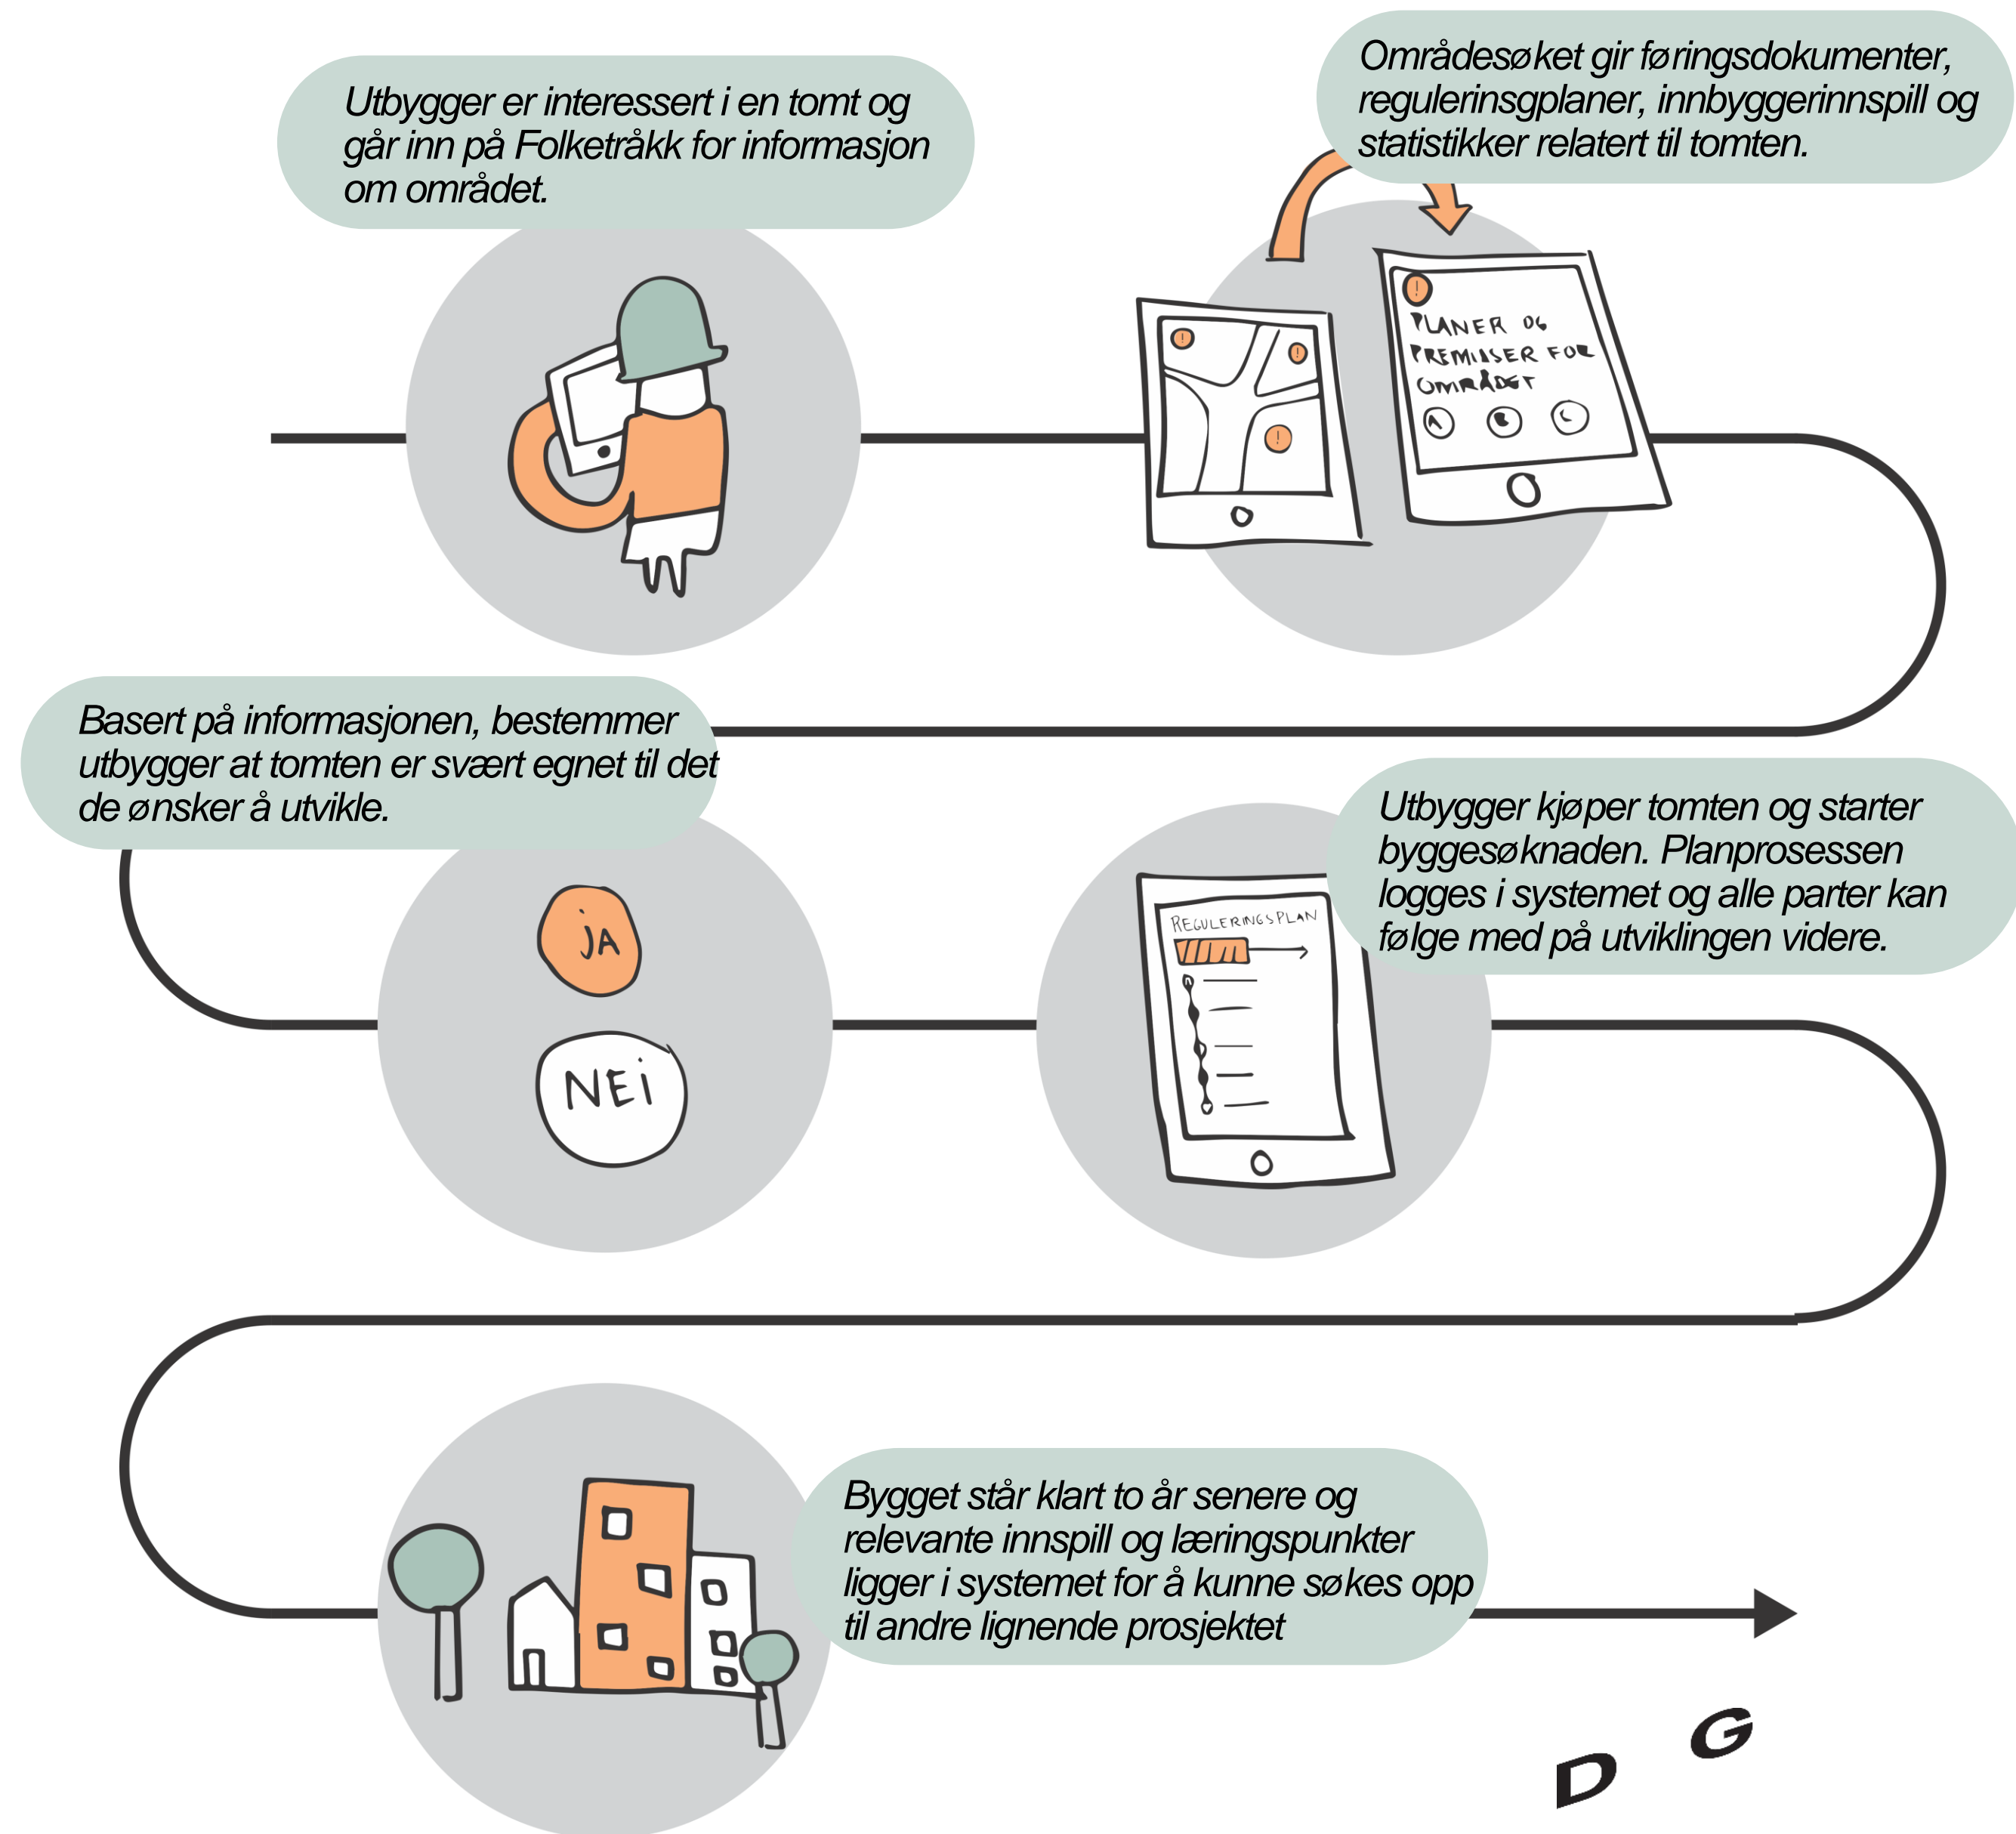 Utbygger er interessert i en tomt og
går inn på Folketråkk for informasjon
om området.
Områdesøket gir føringsdokumenter,
regulerinsgplaner, innbyggerinnspill og
statistikker relatert til tomten.
!
!
!
!
PLANER OG
PREMISSER FOR
OMRÅDET
A
B
C
Basert på informasjonen, bestemmer
utbygger at tomten er svært egnet til det
de ønsker å utvikle.
JA
NEi
Utbygger kjøper tomten og starter
byggesøknaden. Planprosessen
logges i systemet og alle parter kan
følge med på utviklingen videre.
REGULERINGSPLAN
Bygget står klart to år senere og
relevante innspill og læringspunkter
ligger i systemet for å kunne søkes opp
til andre lignende prosjektet
D G